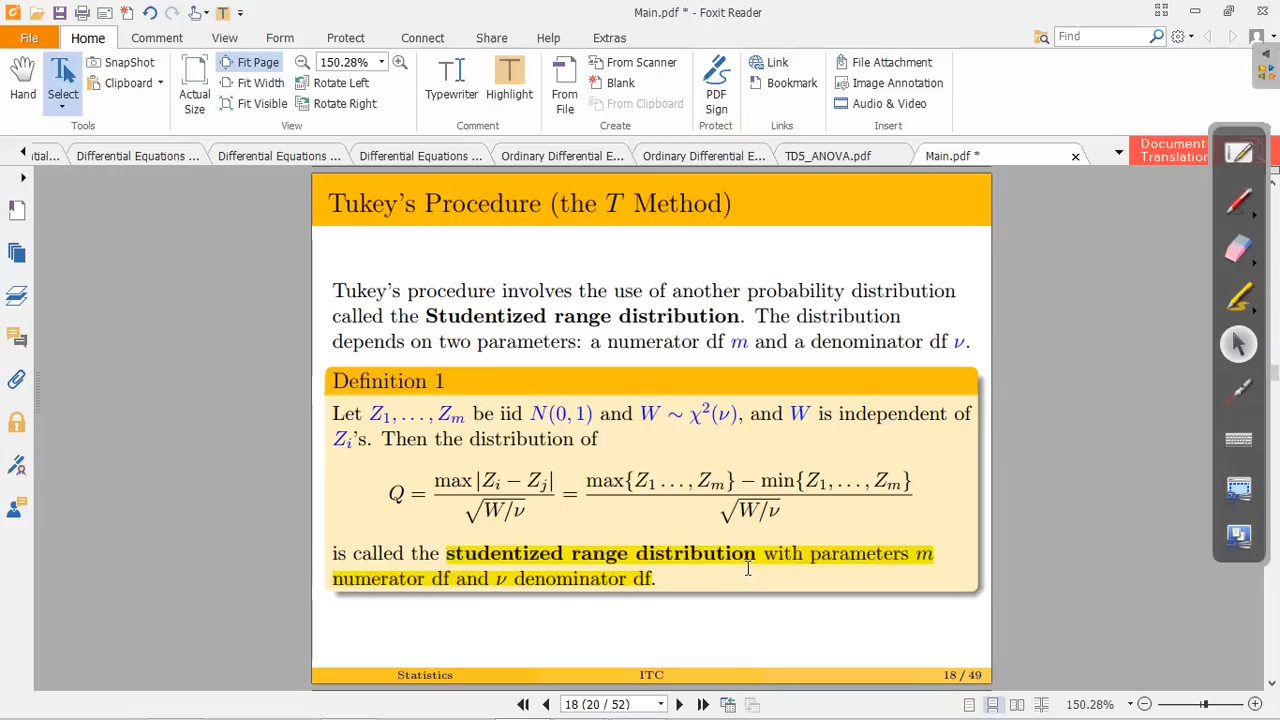 Main.pdf * - Foxit Reader
File Home Comment View Form Protect Connect Share Help Extras Find
Hand
Select
SnapShot
Clipboard
Tools
Actual Size
Fit Page
Fit Width
Fit Visible
150.28%
Rotate Left
Rotate Right
View
Typewriter
Highlight
Comment
From File
From Scanner
Blank
From Clipboard
Create
PDF Sign
Protect
Link
Bookmark
Links
File Attachment
Image Annotation
Audio & Video
Insert
ntial... Differential Equations ... Differential Equations ... Differential Equations ... Ordinary Differential E... Ordinary Differential E... TD5_ANOVA.pdf Main.pdf *
Document
Translation
Tukey's Procedure (the T Method)
Tukey's procedure involves the use of another probability distribution
called the Studentized range distribution. The distribution
depends on two parameters: a numerator df m and a denominator df ν.
Definition 1
Let Z₁, . . . , Zₘ be iid N(0, 1) and W ∼ χ²(ν), and W is independent of
Zᵢ's. Then the distribution of
Q = max |Zᵢ − Zⱼ| / √(W/ν) = max{Z₁ . . . , Zₘ} − min{Z₁, . . . , Zₘ} / √(W/ν)
is called the studentized range distribution with parameters m
numerator df and ν denominator df.
Statistics ITC 18 / 49
18 (20 / 52) 150.28%